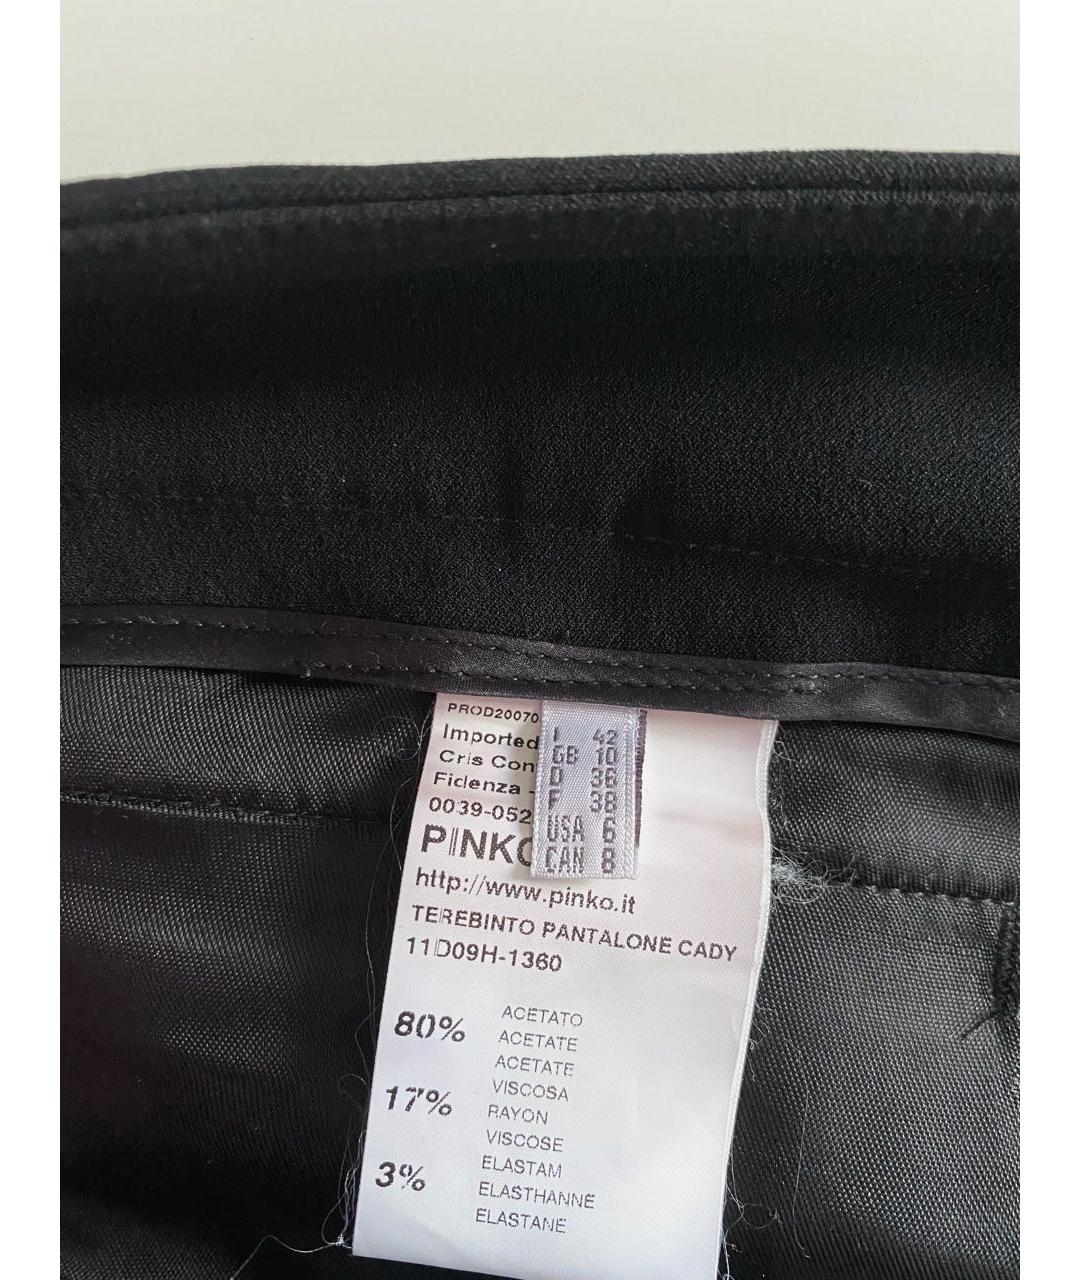 PROD20070
Imported
Cris Con
Fidenza -
0039-052
PINKO
http://www.pinko.it
TEREBINTO PANTALONE CADY
11D09H-1360
I 42
GB 10
D 36
F 38
USA 6
CAN 8
80% ACETATO
ACETATE
ACETATE
17% VISCOSA
RAYON
VISCOSE
3% ELASTAM
ELASTHANNE
ELASTANE